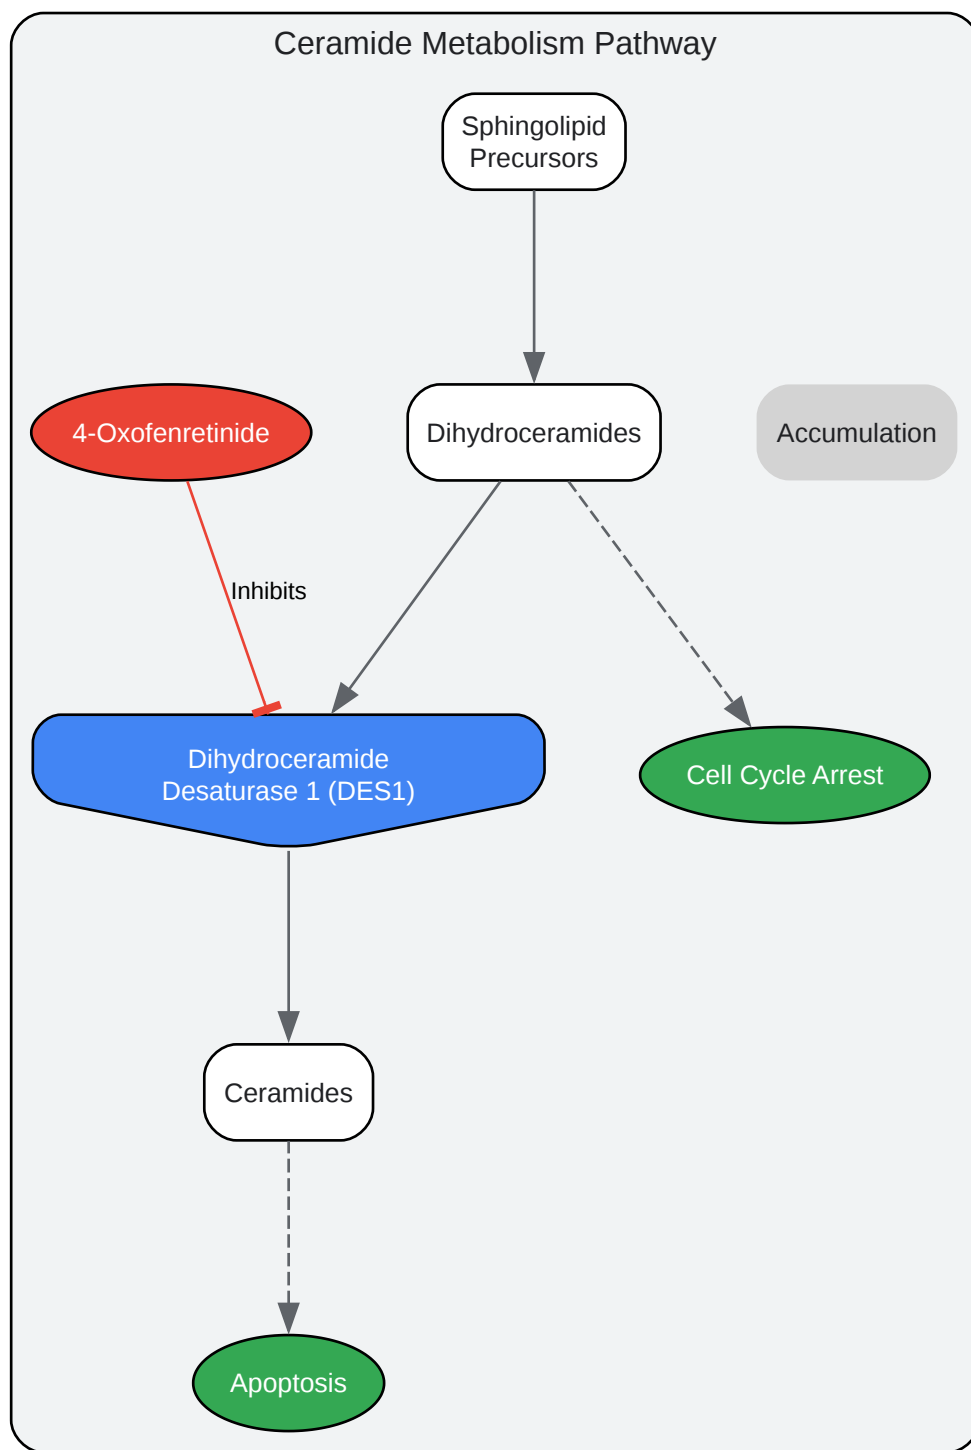 Ceramide Metabolism Pathway
Sphingolipid
Precursors
4-Oxofenretinide
Dihydroceramides
Accumulation
Inhibits
Dihydroceramide
Desaturase 1 (DES1)
Cell Cycle Arrest
Ceramides
Apoptosis